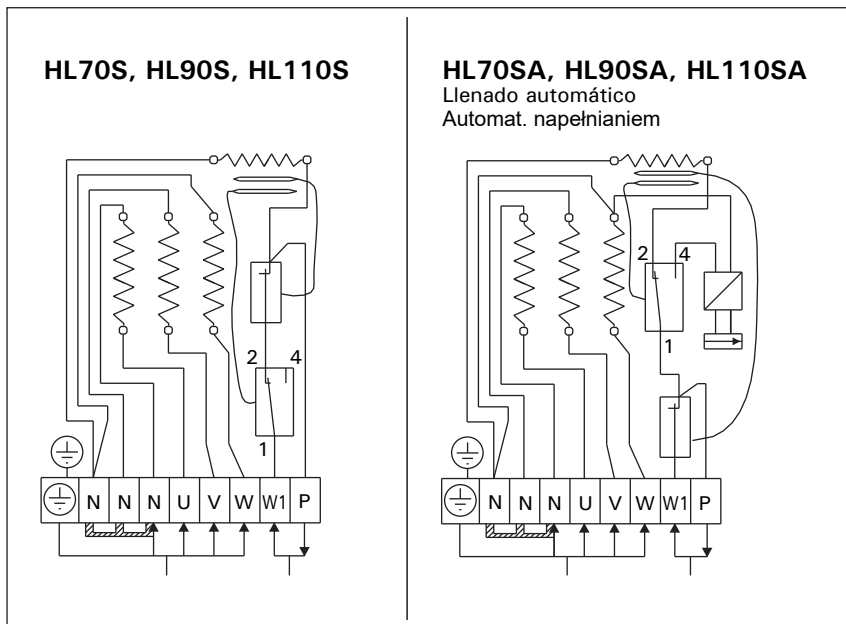 HL70S, HL90S, HL110S
2 4
1
N N N U V W W1 P
HL70SA, HL90SA, HL110SA
Llenado automático
Automat. napełnianiem
2 4
1
N N N U V W W1 P